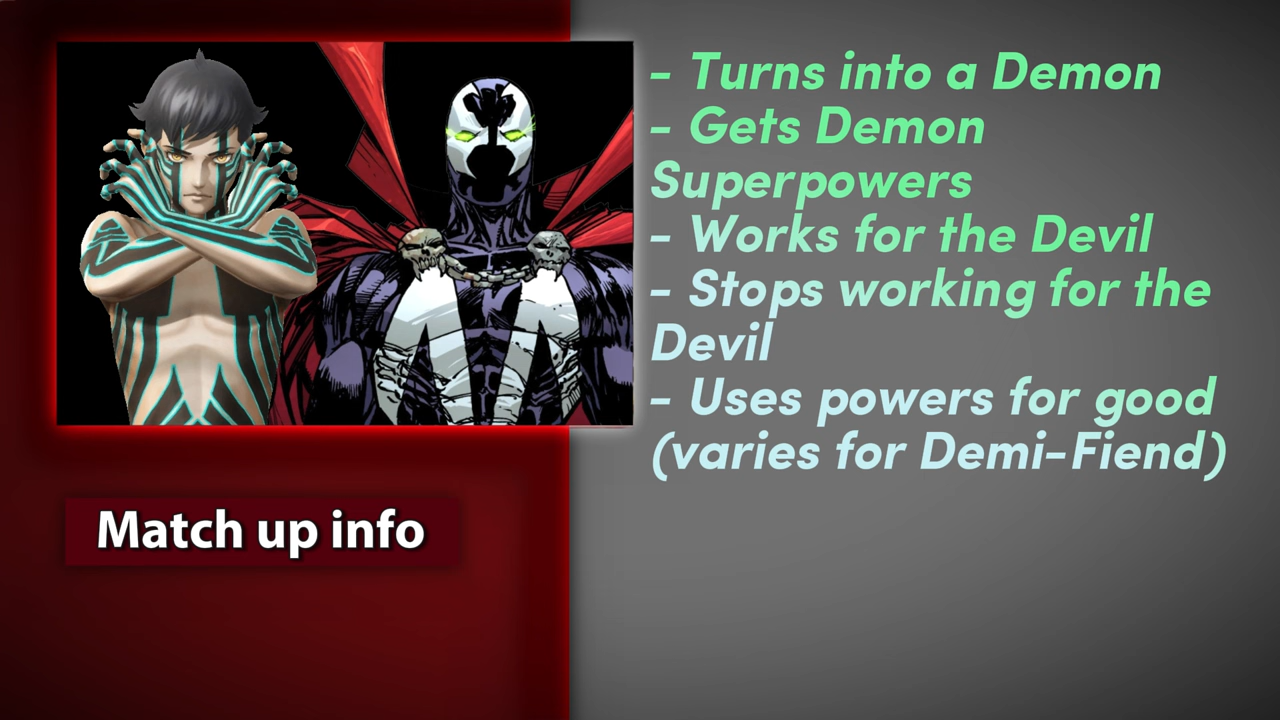 - Turns into a Demon
- Gets Demon
Superpowers
- Works for the Devil
- Stops working for the
Devil
- Uses powers for good
(varies for Demi-Fiend)
Match up info